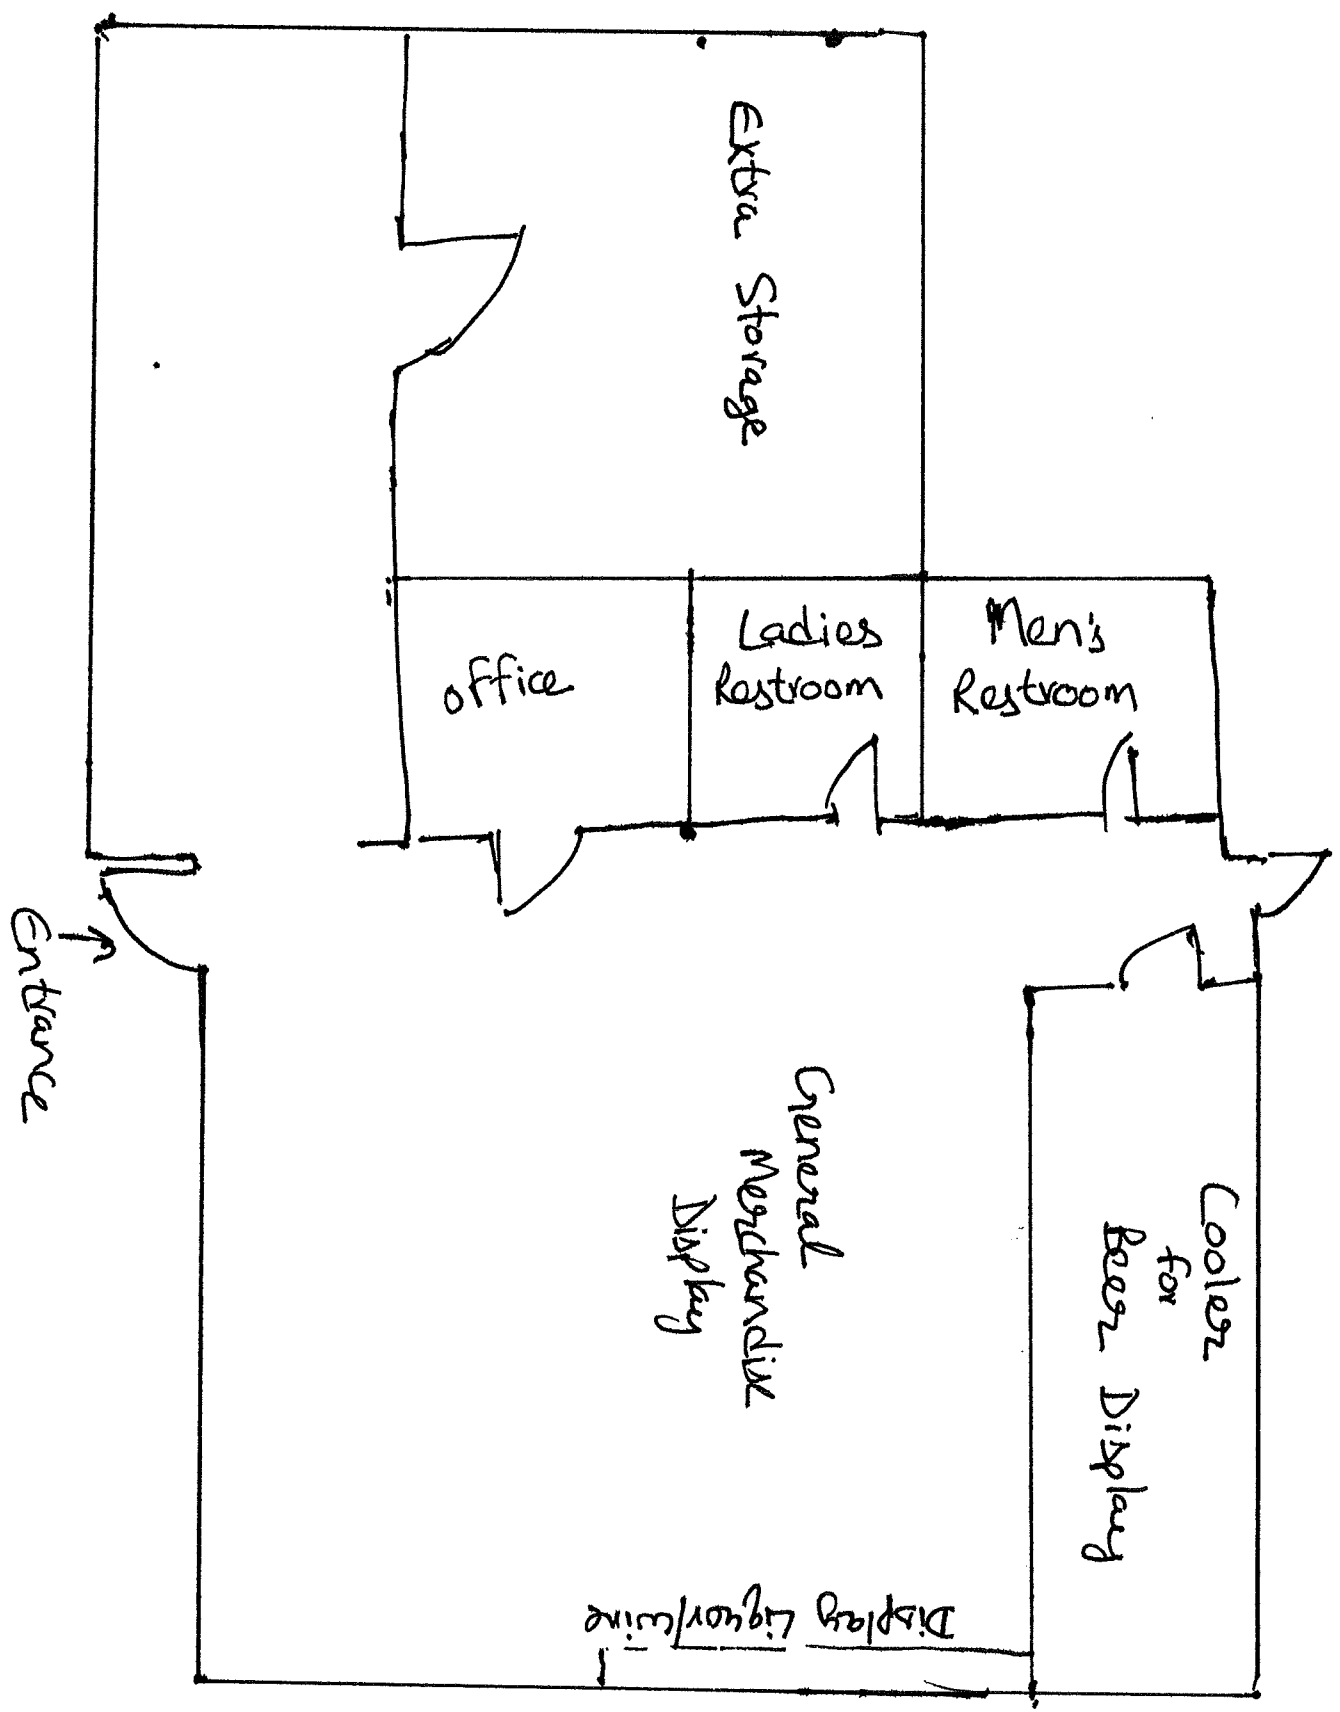 Extra Storage
office
Ladies
Restroom
Men's
Restroom
Entrance
General
Merchandise
Display
Cooler
for
Beer Display
Display Liquor/wine